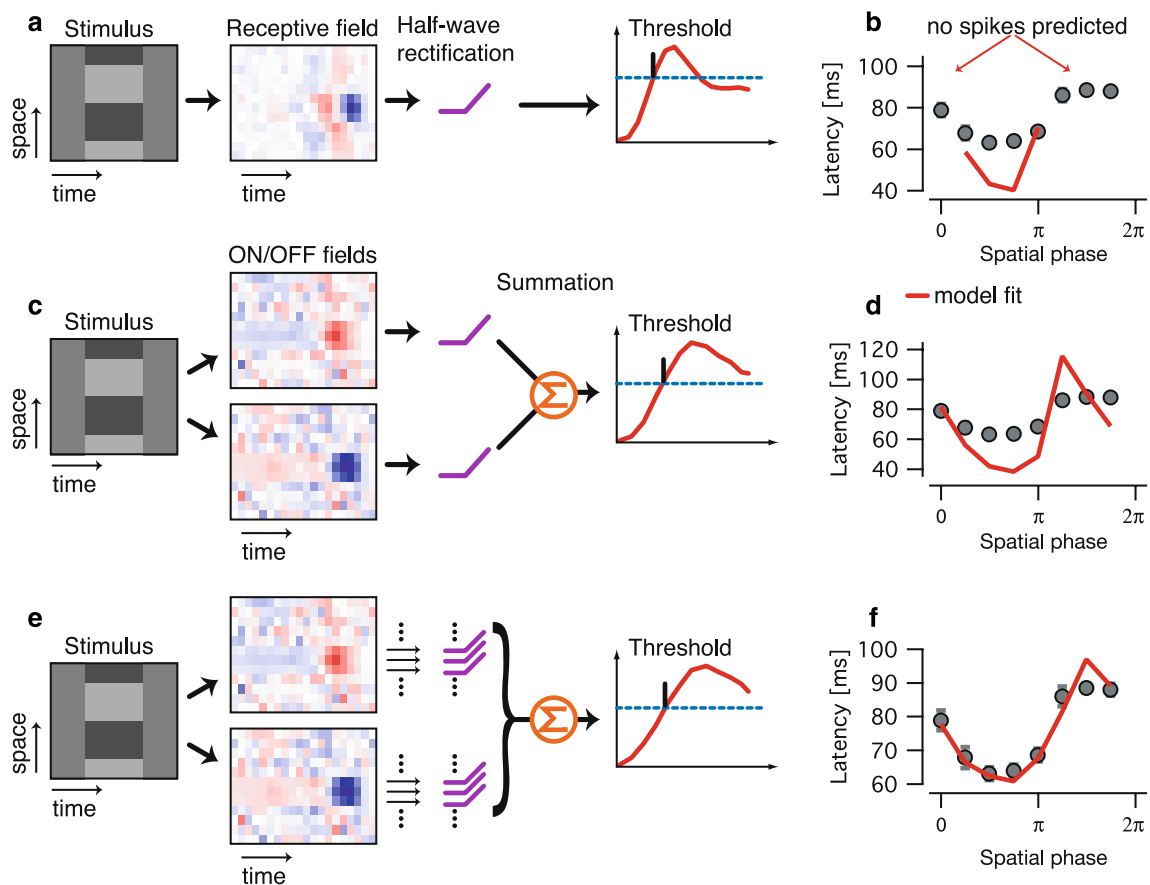 a
Stimulus
Receptive field
Half-wave
rectification
Threshold
space
time
time
b
no spikes predicted
Latency [ms]
100
80
60
40
0
π
2π
Spatial phase
c
Stimulus
ON/OFF fields
Summation
Σ
Threshold
space
time
time
d
model fit
Latency [ms]
120
100
80
60
40
0
π
2π
Spatial phase
e
Stimulus
Σ
Threshold
space
time
time
f
Latency [ms]
100
90
80
70
60
0
π
2π
Spatial phase